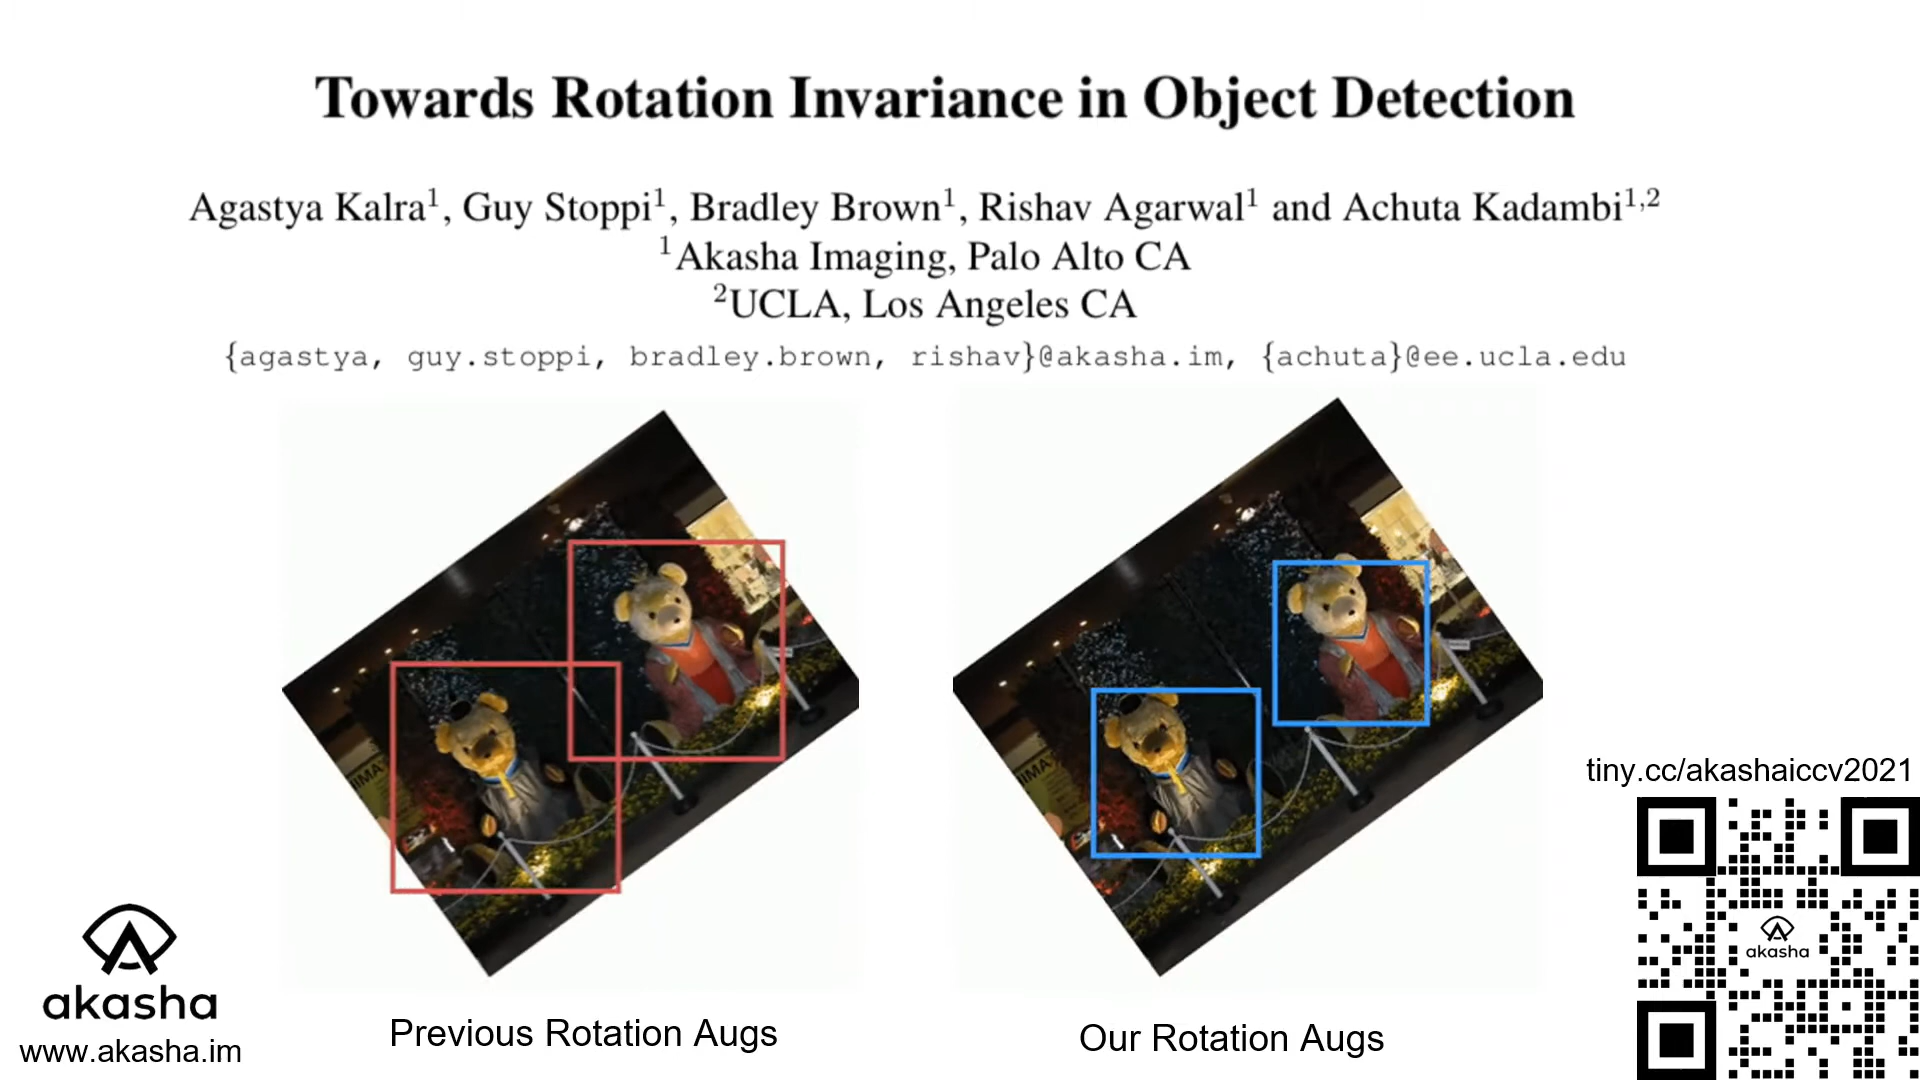 Towards Rotation Invariance in Object Detection
Agastya Kalra¹, Guy Stoppi¹, Bradley Brown¹, Rishav Agarwal¹ and Achuta Kadambi¹,²
¹Akasha Imaging, Palo Alto CA
²UCLA, Los Angeles CA
{agastya, guy.stoppi, bradley.brown, rishav}@akasha.im, {achuta}@ee.ucla.edu
Previous Rotation Augs
Our Rotation Augs
akasha
www.akasha.im
tiny.cc/akashaiccv2021
akasha